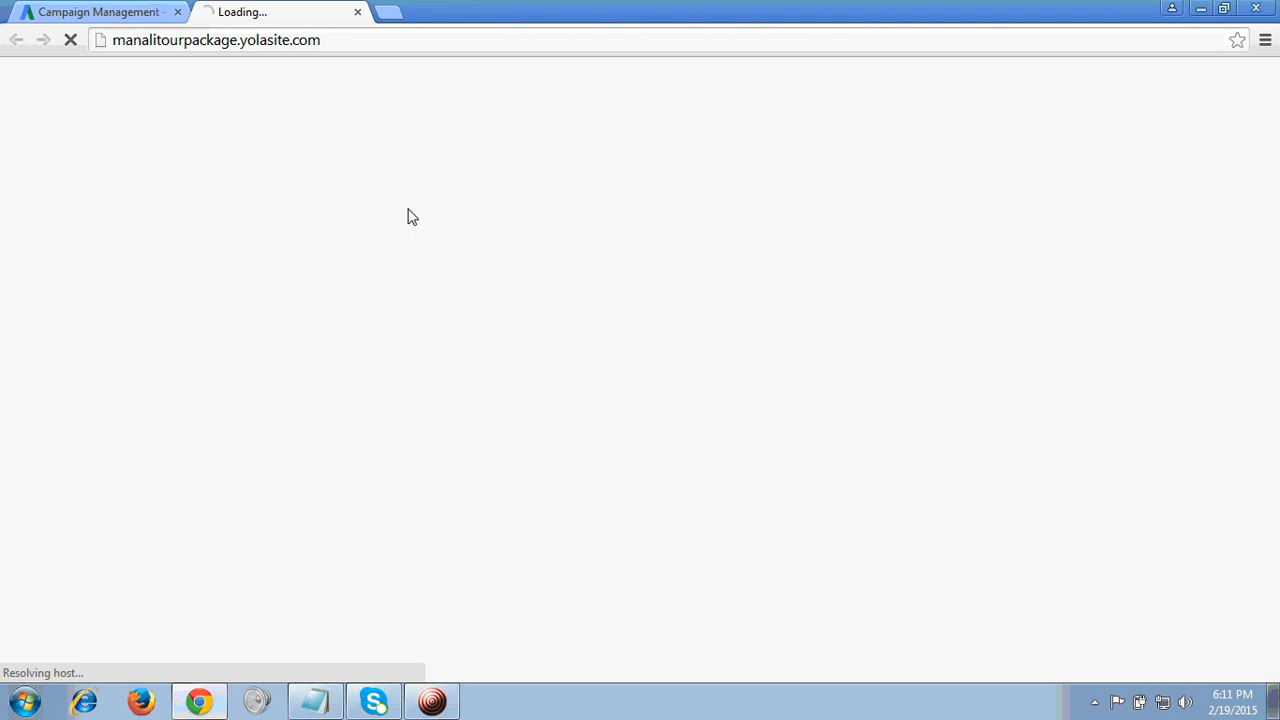 Campaign Management -
Loading...
manalitourpackage.yolasite.com
Resolving host...
6:11 PM
2/19/2015